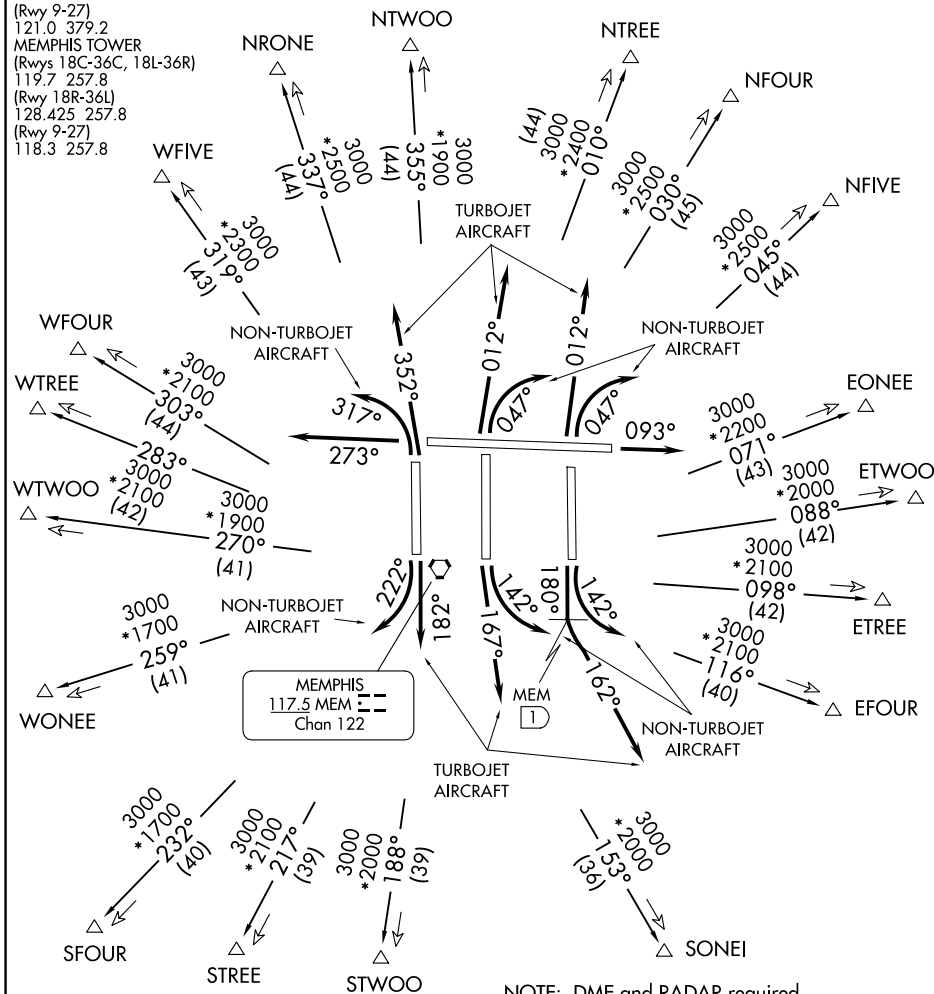 (Rwy 9-27)
121.0 379.2
MEMPHIS TOWER
(Rwys 18C-36C, 18L-36R)
119.7 257.8
(Rwy 18R-36L)
128.425 257.8
(Rwy 9-27)
118.3 257.8
NRONE
3000
*2500
337°
(44)
NTWOO
3000
*1900
355°
(44)
NTREE
(44)
3000
*2400
010°
NFOUR
3000
*2500
030°
(45)
NFIVE
3000
*2500
045°
(44)
WFIVE
3000
*2300
319°
(43)
TURBOJET
AIRCRAFT
NON-TURBOJET
AIRCRAFT
NON-TURBOJET
AIRCRAFT
352°
012°
012°
317°
047°
047°
273°
093°
WFOUR
3000
*2100
303°
(44)
WTREE
283°
3000
*2100
(42)
WTWOO
3000
*1900
270°
(41)
EONEE
3000
*2200
071°
(43)
ETWOO
3000
*2000
088°
(42)
3000
*2100
098°
(42)
ETREE
3000
*2100
116°
(40)
EFOUR
222°
182°
142°
167°
180°
142°
162°
NON-TURBOJET
AIRCRAFT
3000
*1700
259°
(41)
WONEE
MEMPHIS
117.5 MEM
Chan 122
MEM
1
NON-TURBOJET
AIRCRAFT
TURBOJET
AIRCRAFT
3000
*1700
232°
(40)
SFOUR
3000
*2100
217°
(39)
STREE
3000
*2000
188°
(39)
STWOO
3000
*2000
153°
(36)
SONEI
NOTE: DME and RADAR required.